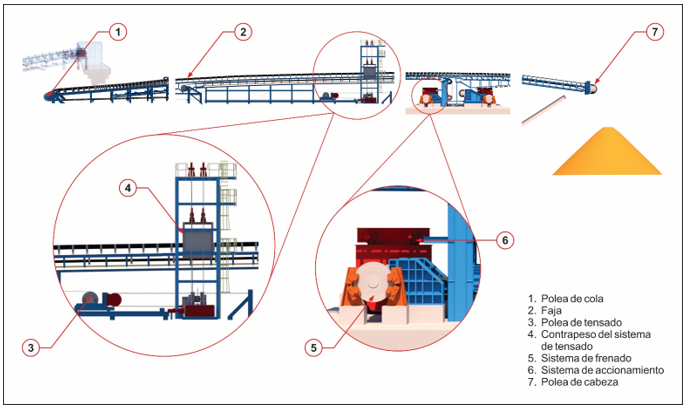 1
2
7
4
6
3
5
1. Polea de cola
2. Faja
3. Polea de tensado
4. Contrapeso del sistema
de tensado
5. Sistema de frenado
6. Sistema de accionamiento
7. Polea de cabeza